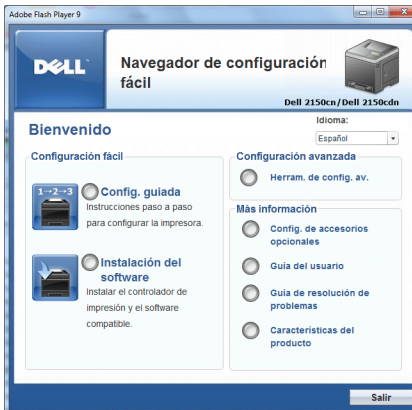 Adobe Flash Player 9
DELL
Navegador de configuración
fácil
Dell 2150cn/Dell 2150cdn
Bienvenido
Idioma:
Español
Configuración fácil
1→2→3
Config. guiada
Instrucciones paso a paso
para configurar la impresora.
Instalación del
software
Instalar el controlador de
impresión y el software
compatible.
Configuración avanzada
Herram. de config. av.
Más información
Config. de accesorios
opcionales
Guía del usuario
Guía de resolución de
problemas
Características del
producto
Salir